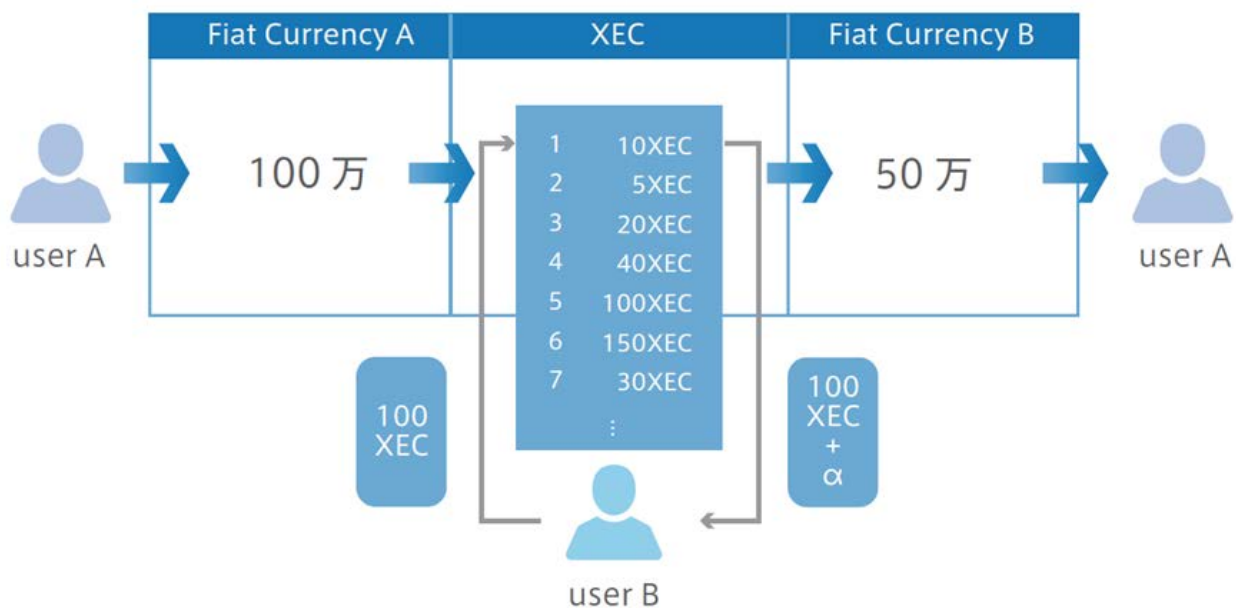 Fiat Currency A
XEC
Fiat Currency B
user A
100 万
1 10XEC
2 5XEC
3 20XEC
4 40XEC
5 100XEC
6 150XEC
7 30XEC
⋮
50 万
user A
100
XEC
100
XEC
+
α
user B